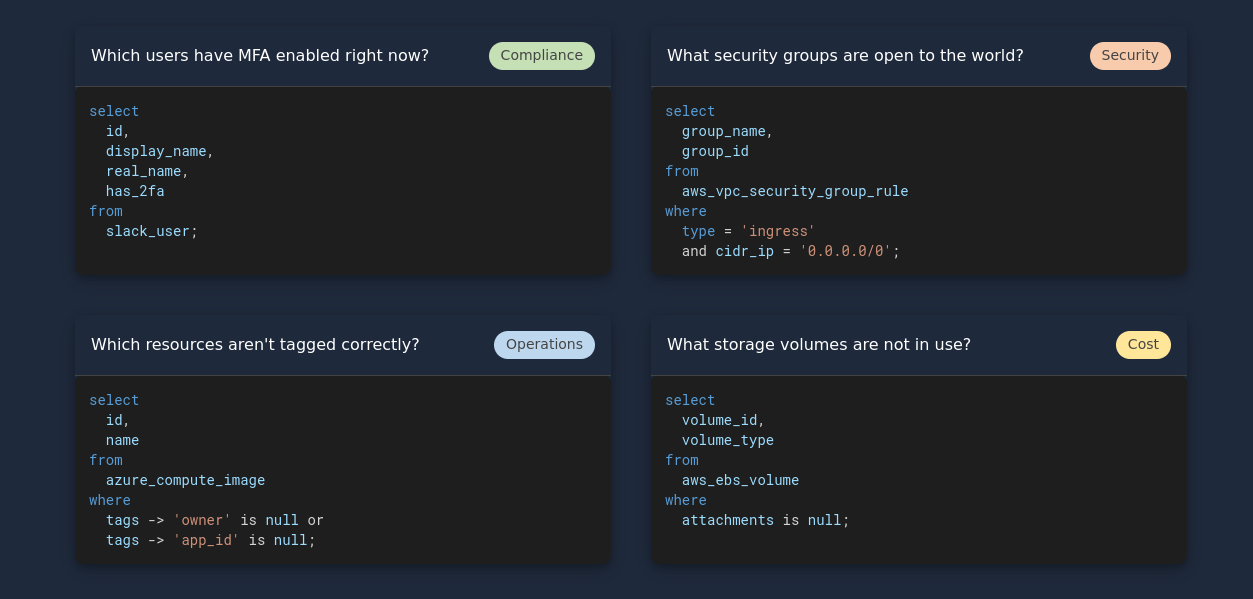 Which users have MFA enabled right now?
Compliance
select
  id,
  display_name,
  real_name,
  has_2fa
from
  slack_user;
What security groups are open to the world?
Security
select
  group_name,
  group_id
from
  aws_vpc_security_group_rule
where
  type = 'ingress'
  and cidr_ip = '0.0.0.0/0';
Which resources aren't tagged correctly?
Operations
select
  id,
  name
from
  azure_compute_image
where
  tags -> 'owner' is null or
  tags -> 'app_id' is null;
What storage volumes are not in use?
Cost
select
  volume_id,
  volume_type
from
  aws_ebs_volume
where
  attachments is null;